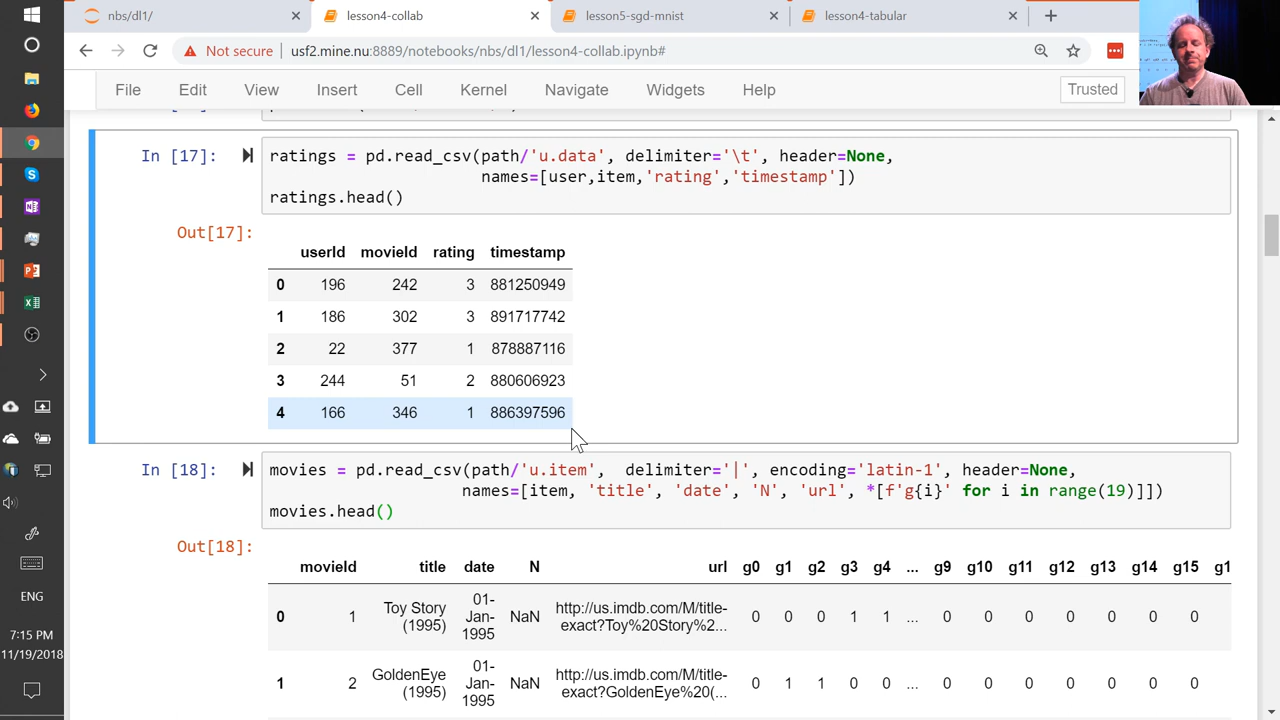 nbs/dl1/
lesson4-collab
lesson5-sgd-mnist
lesson4-tabular
Not secure
usf2.mine.nu:8889/notebooks/nbs/dl1/lesson4-collab.ipynb#
File Edit View Insert Cell Kernel Navigate Widgets Help
Trusted
In [17]:
ratings = pd.read_csv(path/'u.data', delimiter='\t', header=None,
names=[user,item,'rating','timestamp'])
ratings.head()
Out[17]:
userId movieId rating timestamp
0 196 242 3 881250949
1 186 302 3 891717742
2 22 377 1 878887116
3 244 51 2 880606923
4 166 346 1 886397596
In [18]:
movies = pd.read_csv(path/'u.item', delimiter='|', encoding='latin-1', header=None,
names=[item, 'title', 'date', 'N', 'url', *[f'g{i}' for i in range(19)]])
movies.head()
Out[18]:
movieId title date N url g0 g1 g2 g3 g4 ... g9 g10 g11 g12 g13 g14 g15 g1
0 1 Toy Story (1995) 01-Jan-1995 NaN http://us.imdb.com/M/title-exact?Toy%20Story%2... 0 0 0 1 1 ... 0 0 0 0 0 0 0
1 2 GoldenEye (1995) 01-Jan-1995 NaN http://us.imdb.com/M/title-exact?GoldenEye%20(... 0 1 1 0 0 ... 0 0 0 0 0 0 0
ENG
7:15 PM
11/19/2018